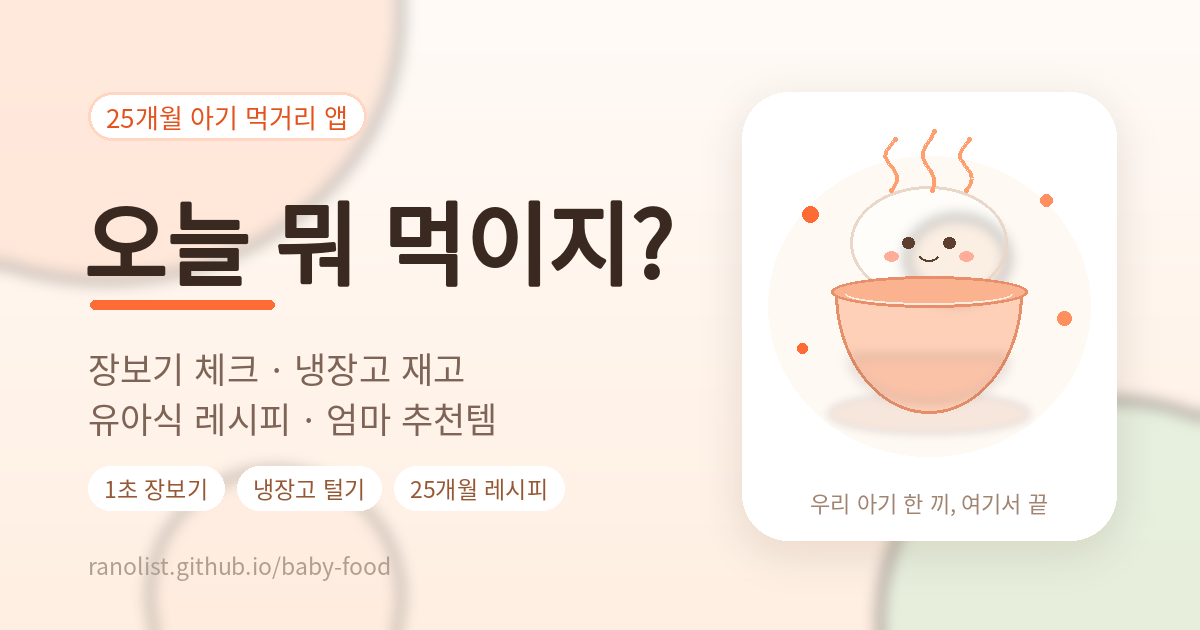 25개월 아기 먹거리 앱
오늘 뭐 먹이지?
장보기 체크 · 냉장고 재고
유아식 레시피 · 엄마 추천템
1초 장보기
냉장고 털기
25개월 레시피
ranolist.github.io/baby-food
우리 아기 한 끼, 여기서 끝